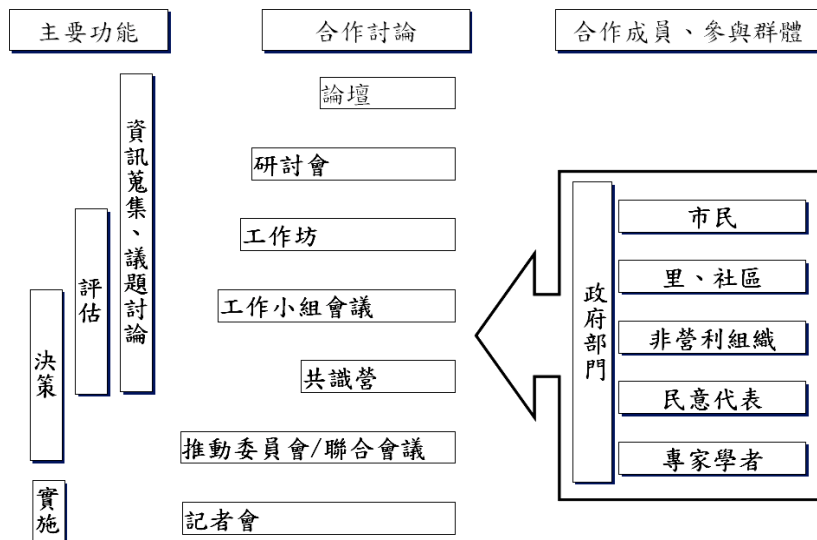 主要功能
合作討論
合作成員、參與群體
資訊蒐集、議題討論
評估
決策
實施
論壇
研討會
工作坊
工作小組會議
共識營
推動委員會/聯合會議
記者會
政府部門
市民
里、社區
非營利組織
民意代表
專家學者